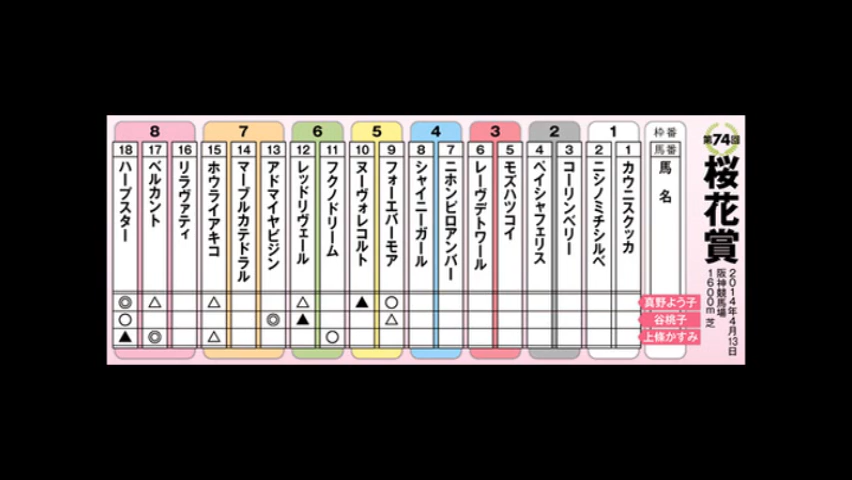 第74回
桜花賞
2014年4月13日
阪神競馬場
1600m 芝
枠番
馬番
馬名
真野よう子
谷桃子
上條かすみ
1
1
カウニスクッカ
2
ニシノミチシルベ
2
3
コーリンベリー
4
ペイシャフェリス
3
5
モズハツコイ
6
レーヴデトワール
4
7
ニホンピロアンバー
8
シャイニーガール
5
9
フォーエバーモア
○
△
10
ヌーヴォレコルト
▲
6
11
フクノドリーム
○
12
レッドリヴェール
△
▲
7
13
アドマイヤビジン
◎
14
マーブルカテドラル
15
ホウライアキコ
△
△
8
16
リラヴァティ
17
ベルカント
△
◎
18
ハープスター
◎
○
▲